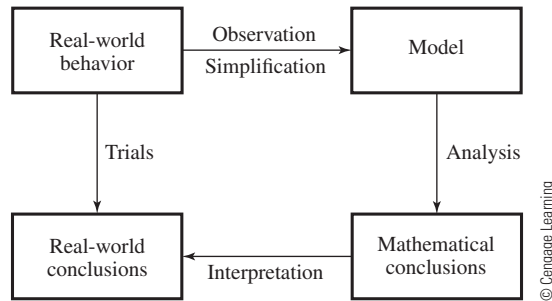 Real-world
behavior
Observation
Simplification
Model
Trials
Analysis
Real-world
conclusions
Interpretation
Mathematical
conclusions
© Cengage Learning